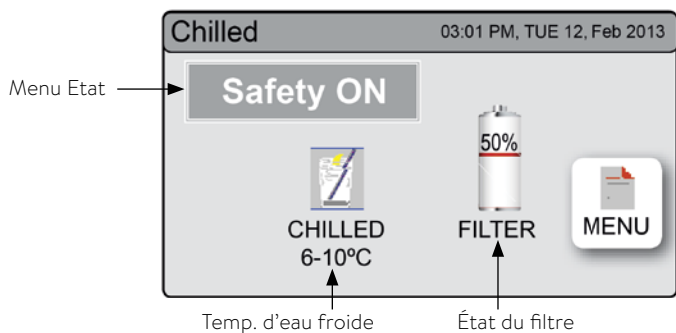 Chilled 03:01 PM, TUE 12, Feb 2013
Menu Etat
Safety ON
50%
CHILLED
6-10ºC
FILTER
MENU
Temp. d'eau froide
État du filtre